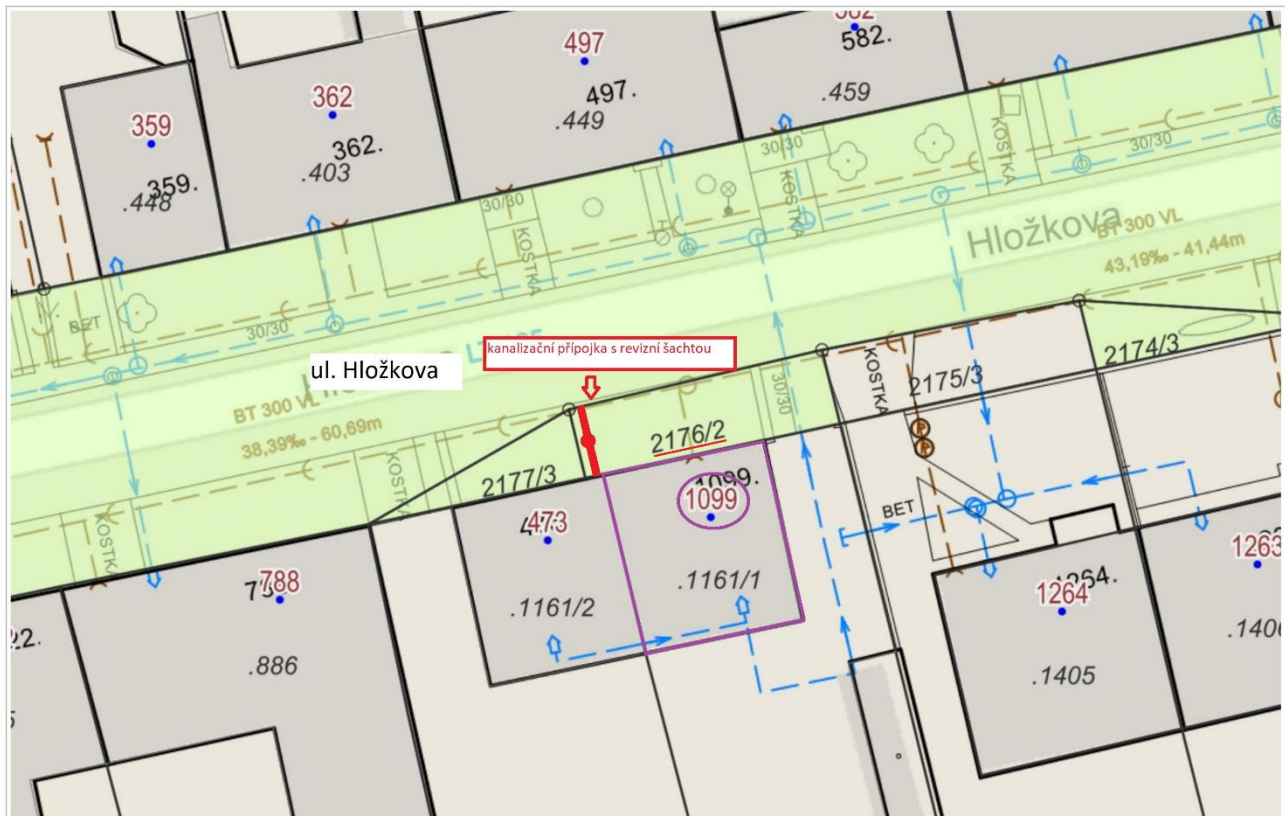 582
582.
497
497.
.459
.449
362
362.
.403
359
359.
.448
KOSTKA
30/30
30/30
KOSTKA
30/30
KOSTKA
Hložkova
BT 300 VL
43,19‰ - 41,44m
BET
30/30
kanalizační přípojka s revizní šachtou
ul. Hložkova
BT 300 VL
38,39‰ - 60,69m
2174/3
2175/3
KOSTKA
30/30
2176/2
2177/3
KOSTKA
KOSTKA
1099.
1099
473
BET
.1161/1
.1161/2
788
.886
1264.
1264
1263
.1405